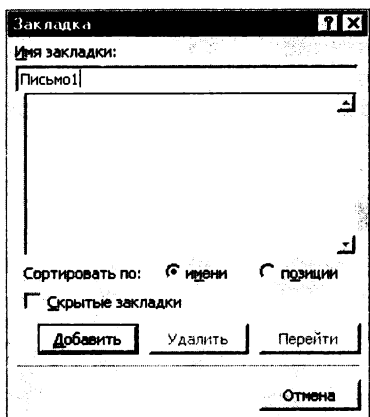 Закладка
Имя закладки:
Письмо1
Сортировать по: имени позиции
Скрытые закладки
Добавить Удалить Перейти
Отмена